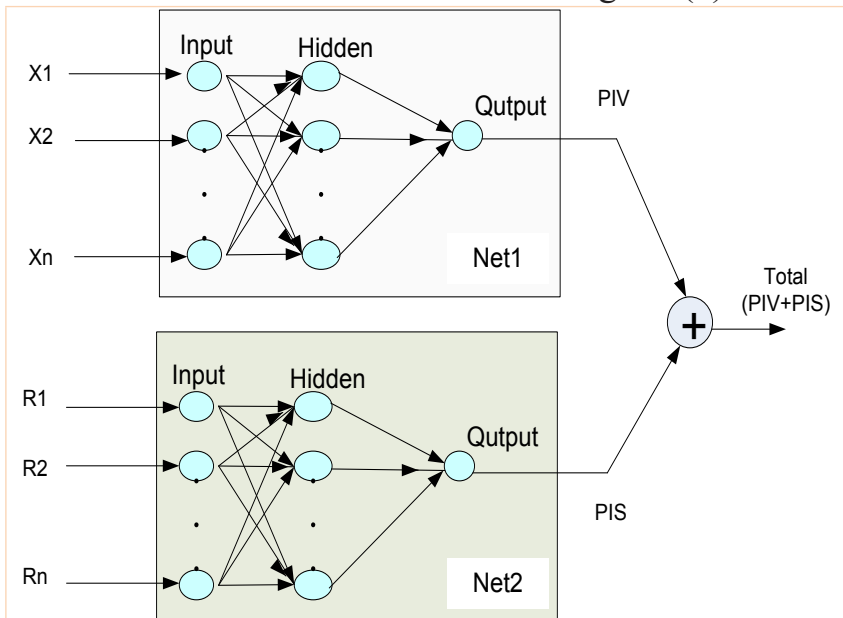 Input
Hidden
X1
X2
Xn
Qutput
Net1
PIV
Total
(PIV+PIS)
+
Input
Hidden
R1
R2
Rn
Qutput
Net2
PIS